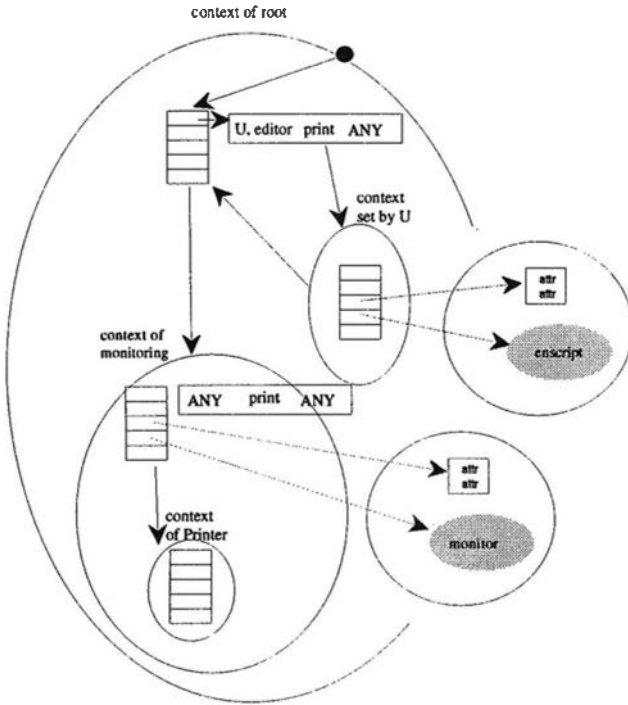 context of root
U. editor print ANY
context
set by U
attr
attr
enscript
context of
monitoring
ANY print ANY
attr
attr
monitor
context
of Printer